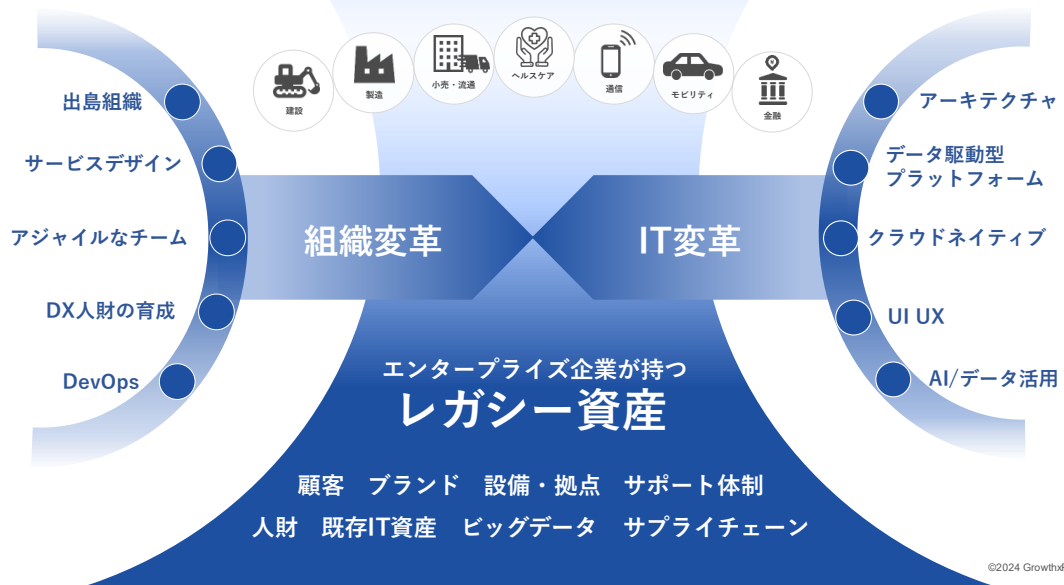 建設
製造
小売・流通
ヘルスケア
通信
モビリティ
金融
出島組織
サービスデザイン
アジャイルなチーム
DX人財の育成
DevOps
組織変革
IT変革
アーキテクチャ
データ駆動型
プラットフォーム
クラウドネイティブ
UI UX
AI/データ活用
エンタープライズ企業が持つ
レガシー資産
顧客 ブランド 設備・拠点 サポート体制
人財 既存IT資産 ビッグデータ サプライチェーン
©2024